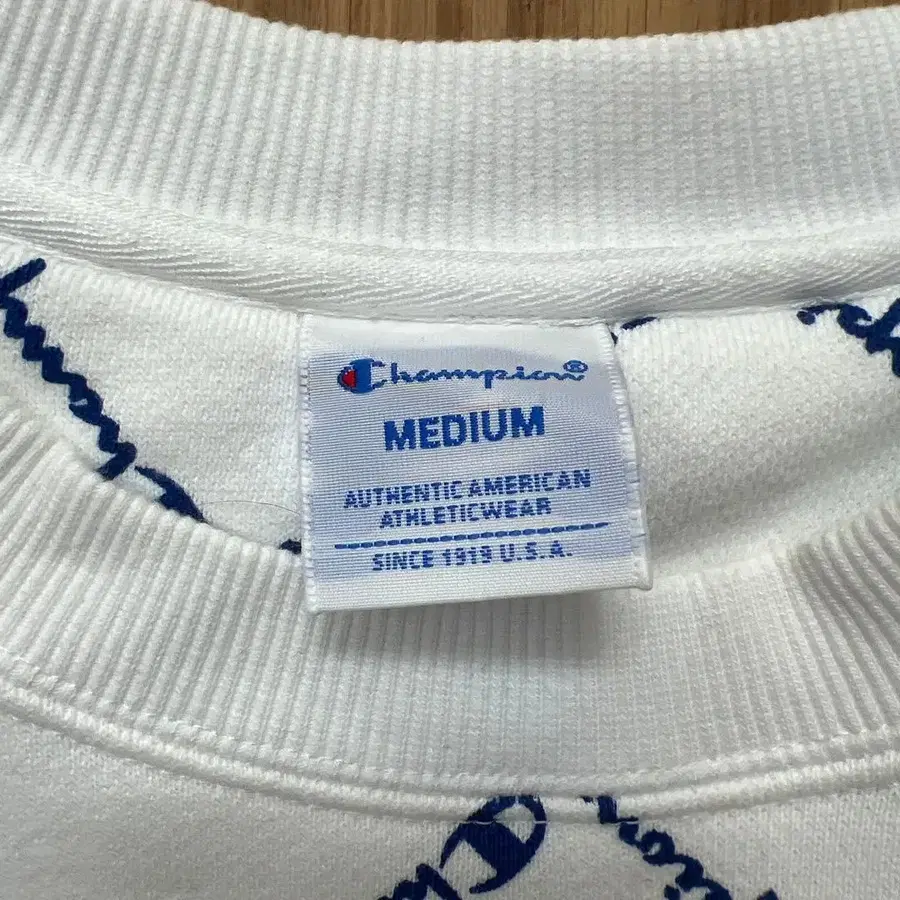 Champion®
MEDIUM
AUTHENTIC AMERICAN
ATHLETICWEAR
SINCE 1919 U.S.A.